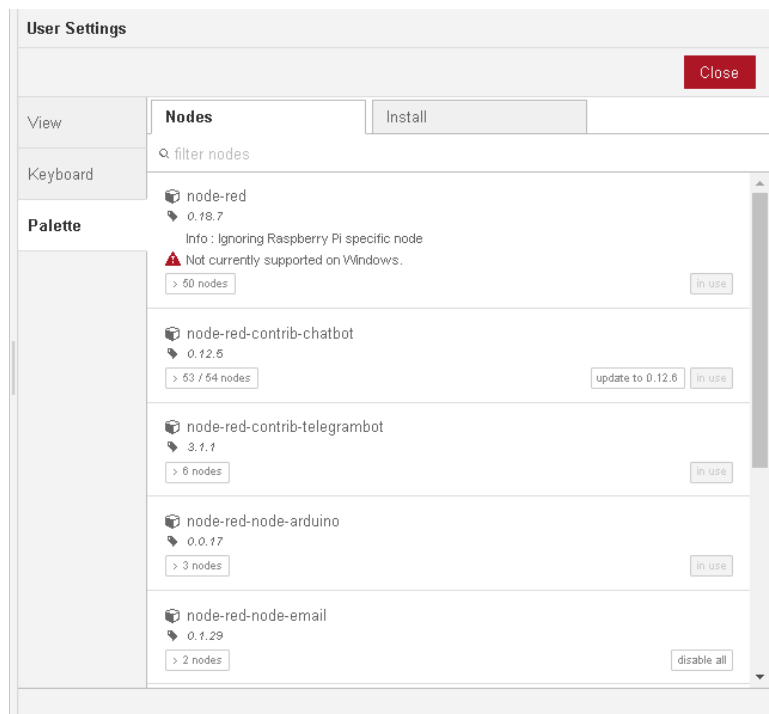 User Settings
Close
View
Keyboard
Palette
Nodes
Install
filter nodes
node-red
0.18.7
Info : Ignoring Raspberry Pi specific node
Not currently supported on Windows.
> 50 nodes
in use
node-red-contrib-chatbot
0.12.5
> 53 / 54 nodes
update to 0.12.6
in use
node-red-contrib-telegrambot
3.1.1
> 6 nodes
in use
node-red-node-arduino
0.0.17
> 3 nodes
in use
node-red-node-email
0.1.29
> 2 nodes
disable all